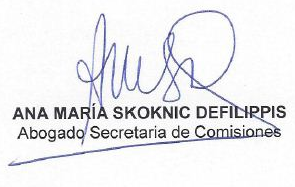 ANA MARÍA SKOKNIC DEFILIPPIS
Abogado Secretaria de Comisiones